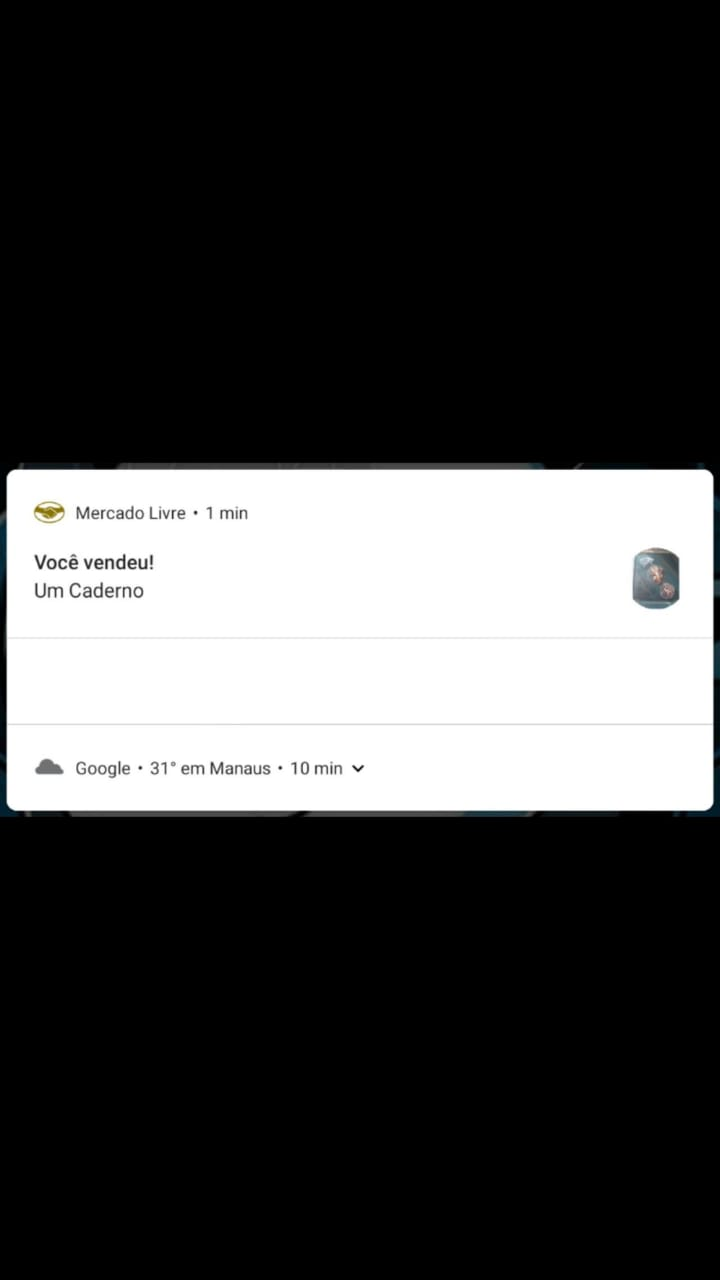 Mercado Livre • 1 min
Você vendeu!
Um Caderno
Google • 31° em Manaus • 10 min